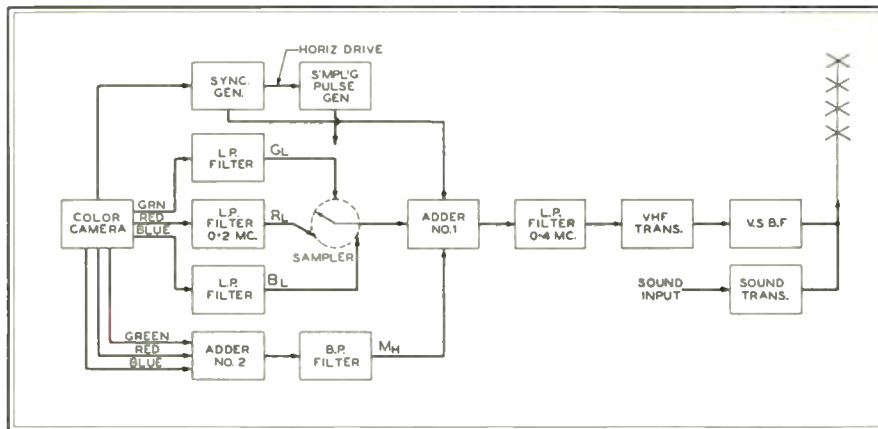 HORIZ DRIVE
SYNC.
GEN.
S'MPL'G
PULSE
GEN
L.P.
FILTER
GL
GRN
RED
BLUE
COLOR
CAMERA
L.P.
FILTER
0-2 MC.
RL
SAMPLER
ADDER
NO.1
L.P.
FILTER
0-4 MC.
VHF
TRANS.
V.S.B.F
L.P.
FILTER
BL
SOUND
INPUT
SOUND
TRANS.
GREEN
RED
BLUE
ADDER
NO. 2
B.P.
FILTER
MH